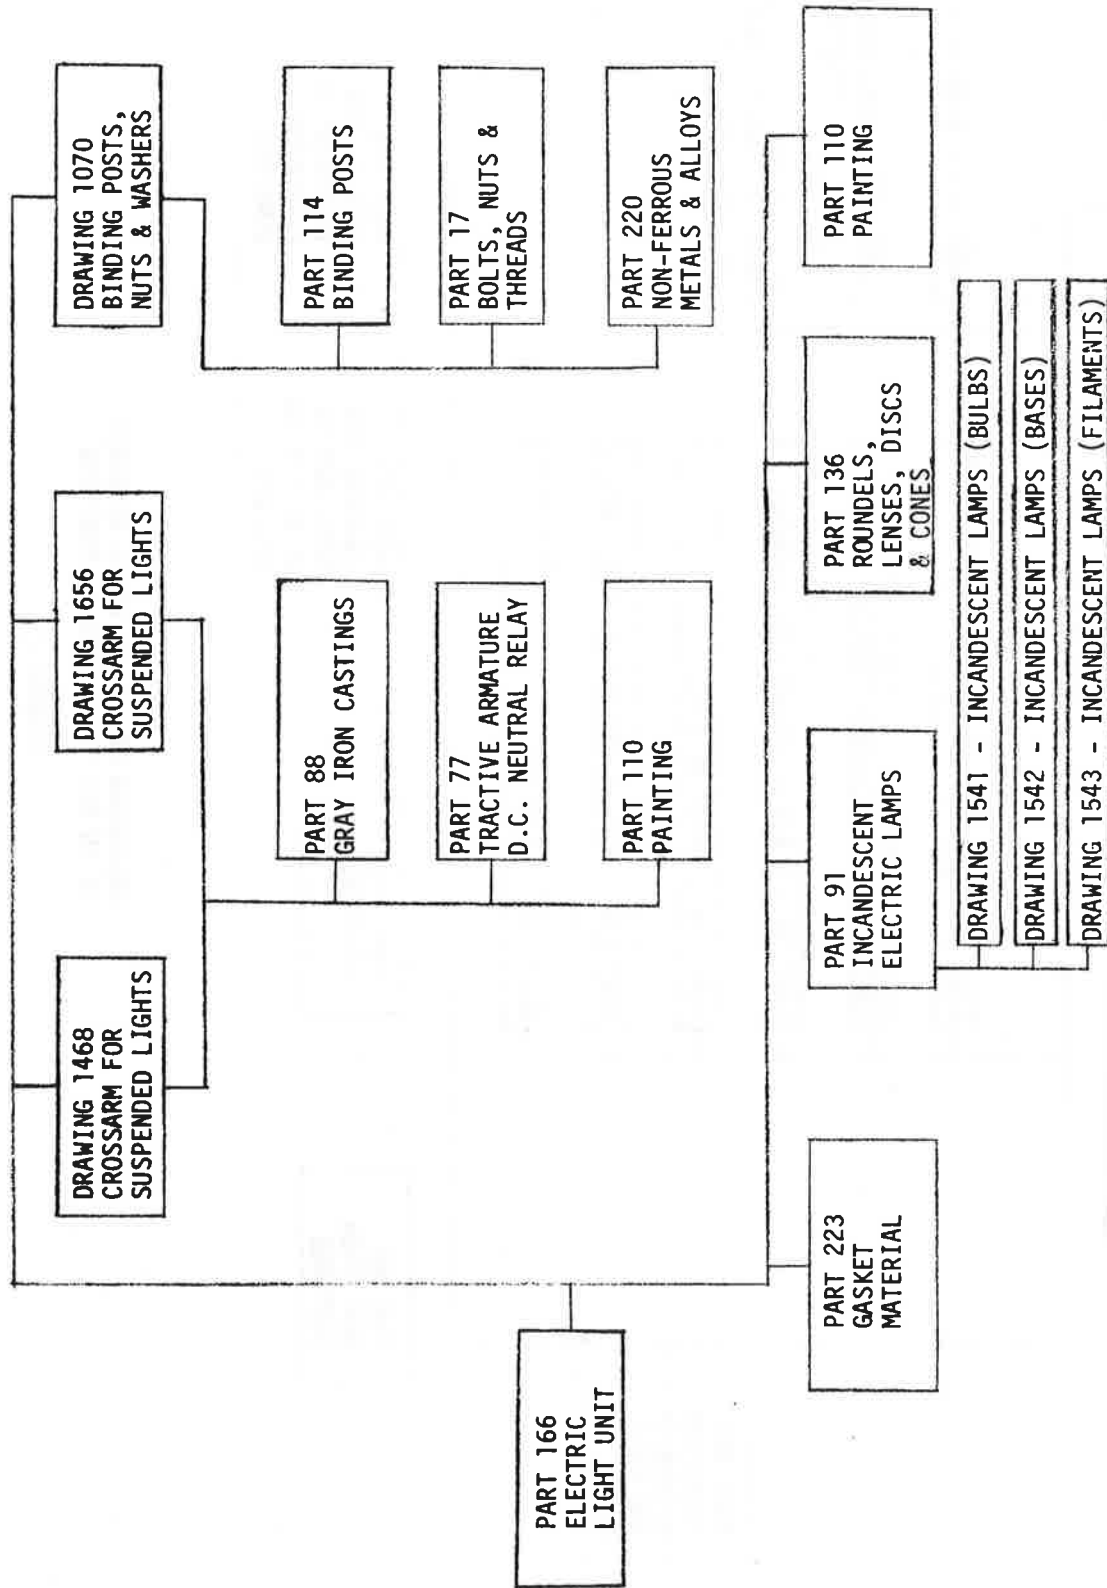 PART 166
ELECTRIC
LIGHT UNIT
DRAWING 1468
CROSSARM FOR
SUSPENDED LIGHTS
DRAWING 1656
CROSSARM FOR
SUSPENDED LIGHTS
DRAWING 1070
BINDING POSTS,
NUTS & WASHERS
PART 88
GRAY IRON CASTINGS
PART 77
TRACTIVE ARMATURE
D.C. NEUTRAL RELAY
PART 110
PAINTING
PART 114
BINDING POSTS
PART 17
BOLTS, NUTS &
THREADS
PART 220
NON-FERROUS
METALS & ALLOYS
PART 223
GASKET
MATERIAL
PART 91
INCANDESCENT
ELECTRIC LAMPS
PART 136
ROUNDELS,
LENSES, DISCS
& CONES
PART 110
PAINTING
DRAWING 1541 - INCANDESCENT LAMPS (BULBS)
DRAWING 1542 - INCANDESCENT LAMPS (BASES)
DRAWING 1543 - INCANDESCENT LAMPS (FILAMENTS)